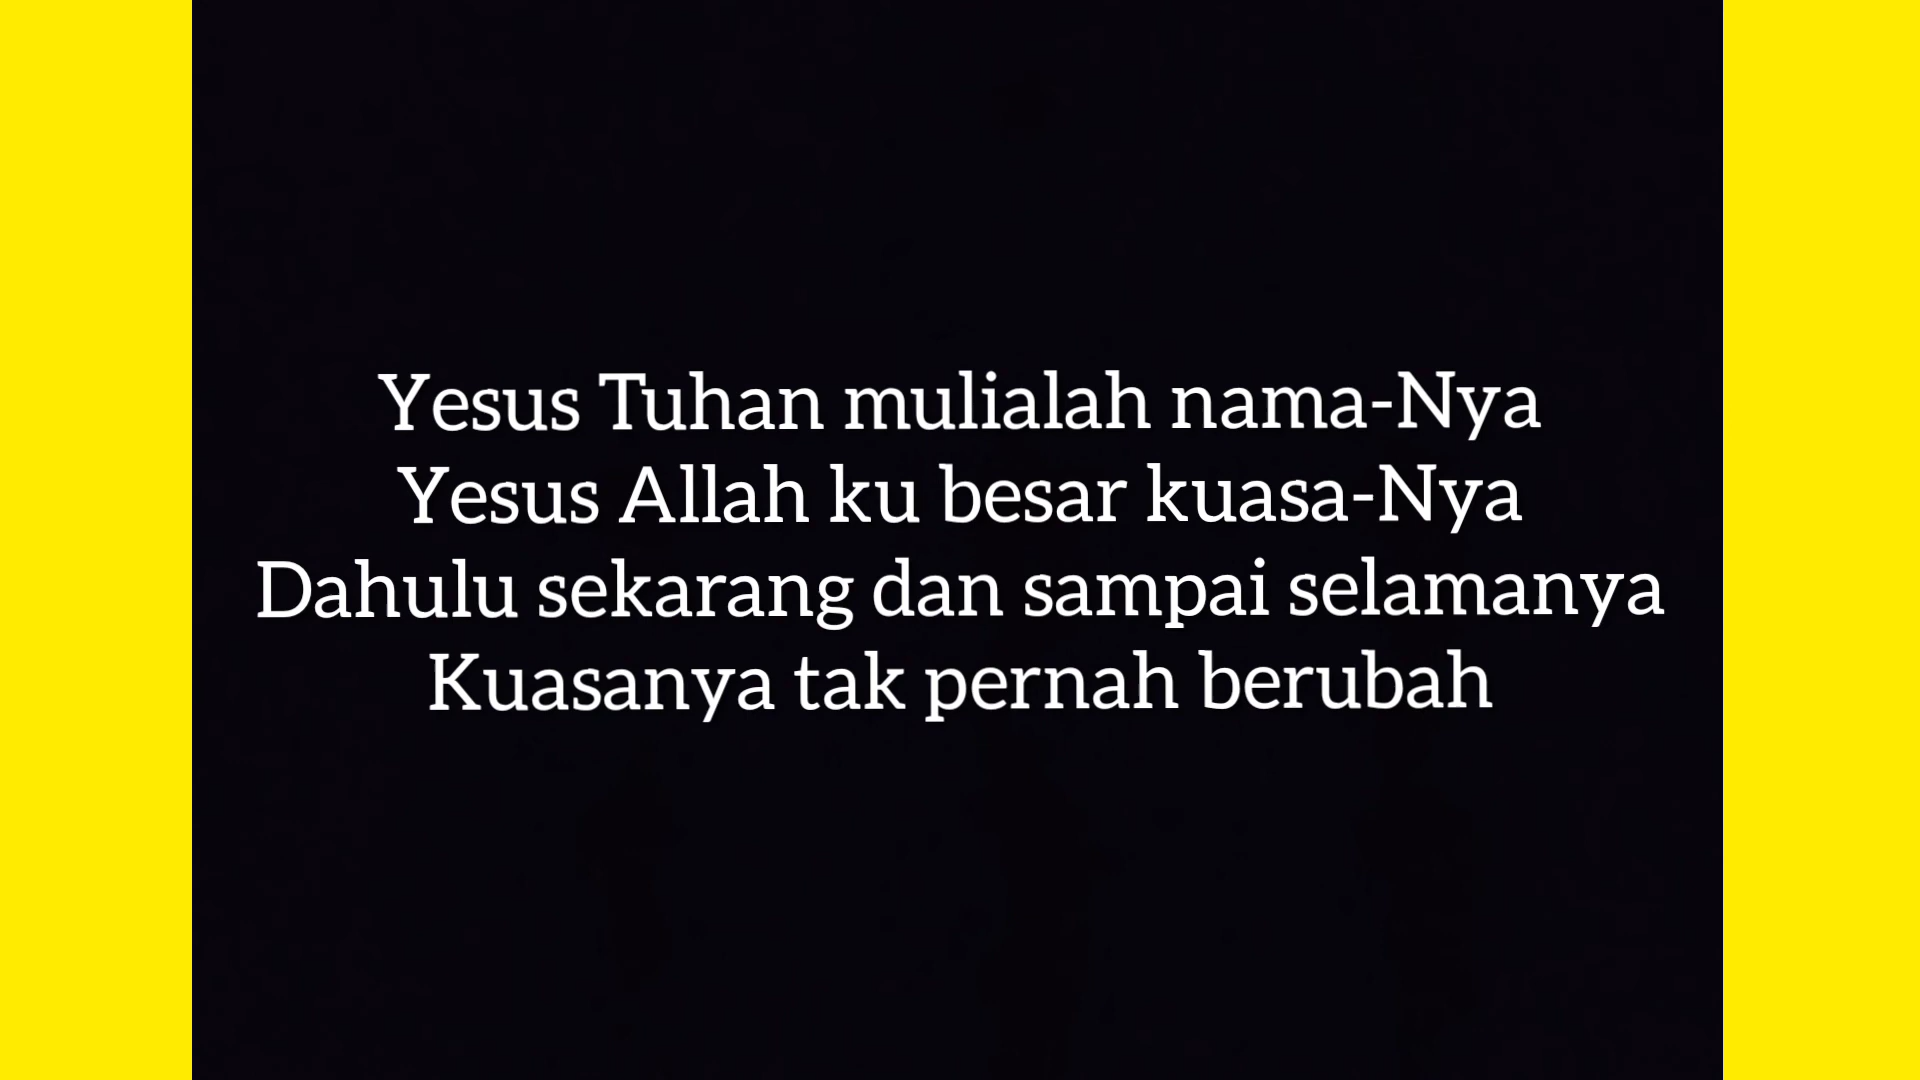 Yesus Tuhan mulialah nama-Nya
Yesus Allah ku besar kuasa-Nya
Dahulu sekarang dan sampai selamanya
Kuasanya tak pernah berubah